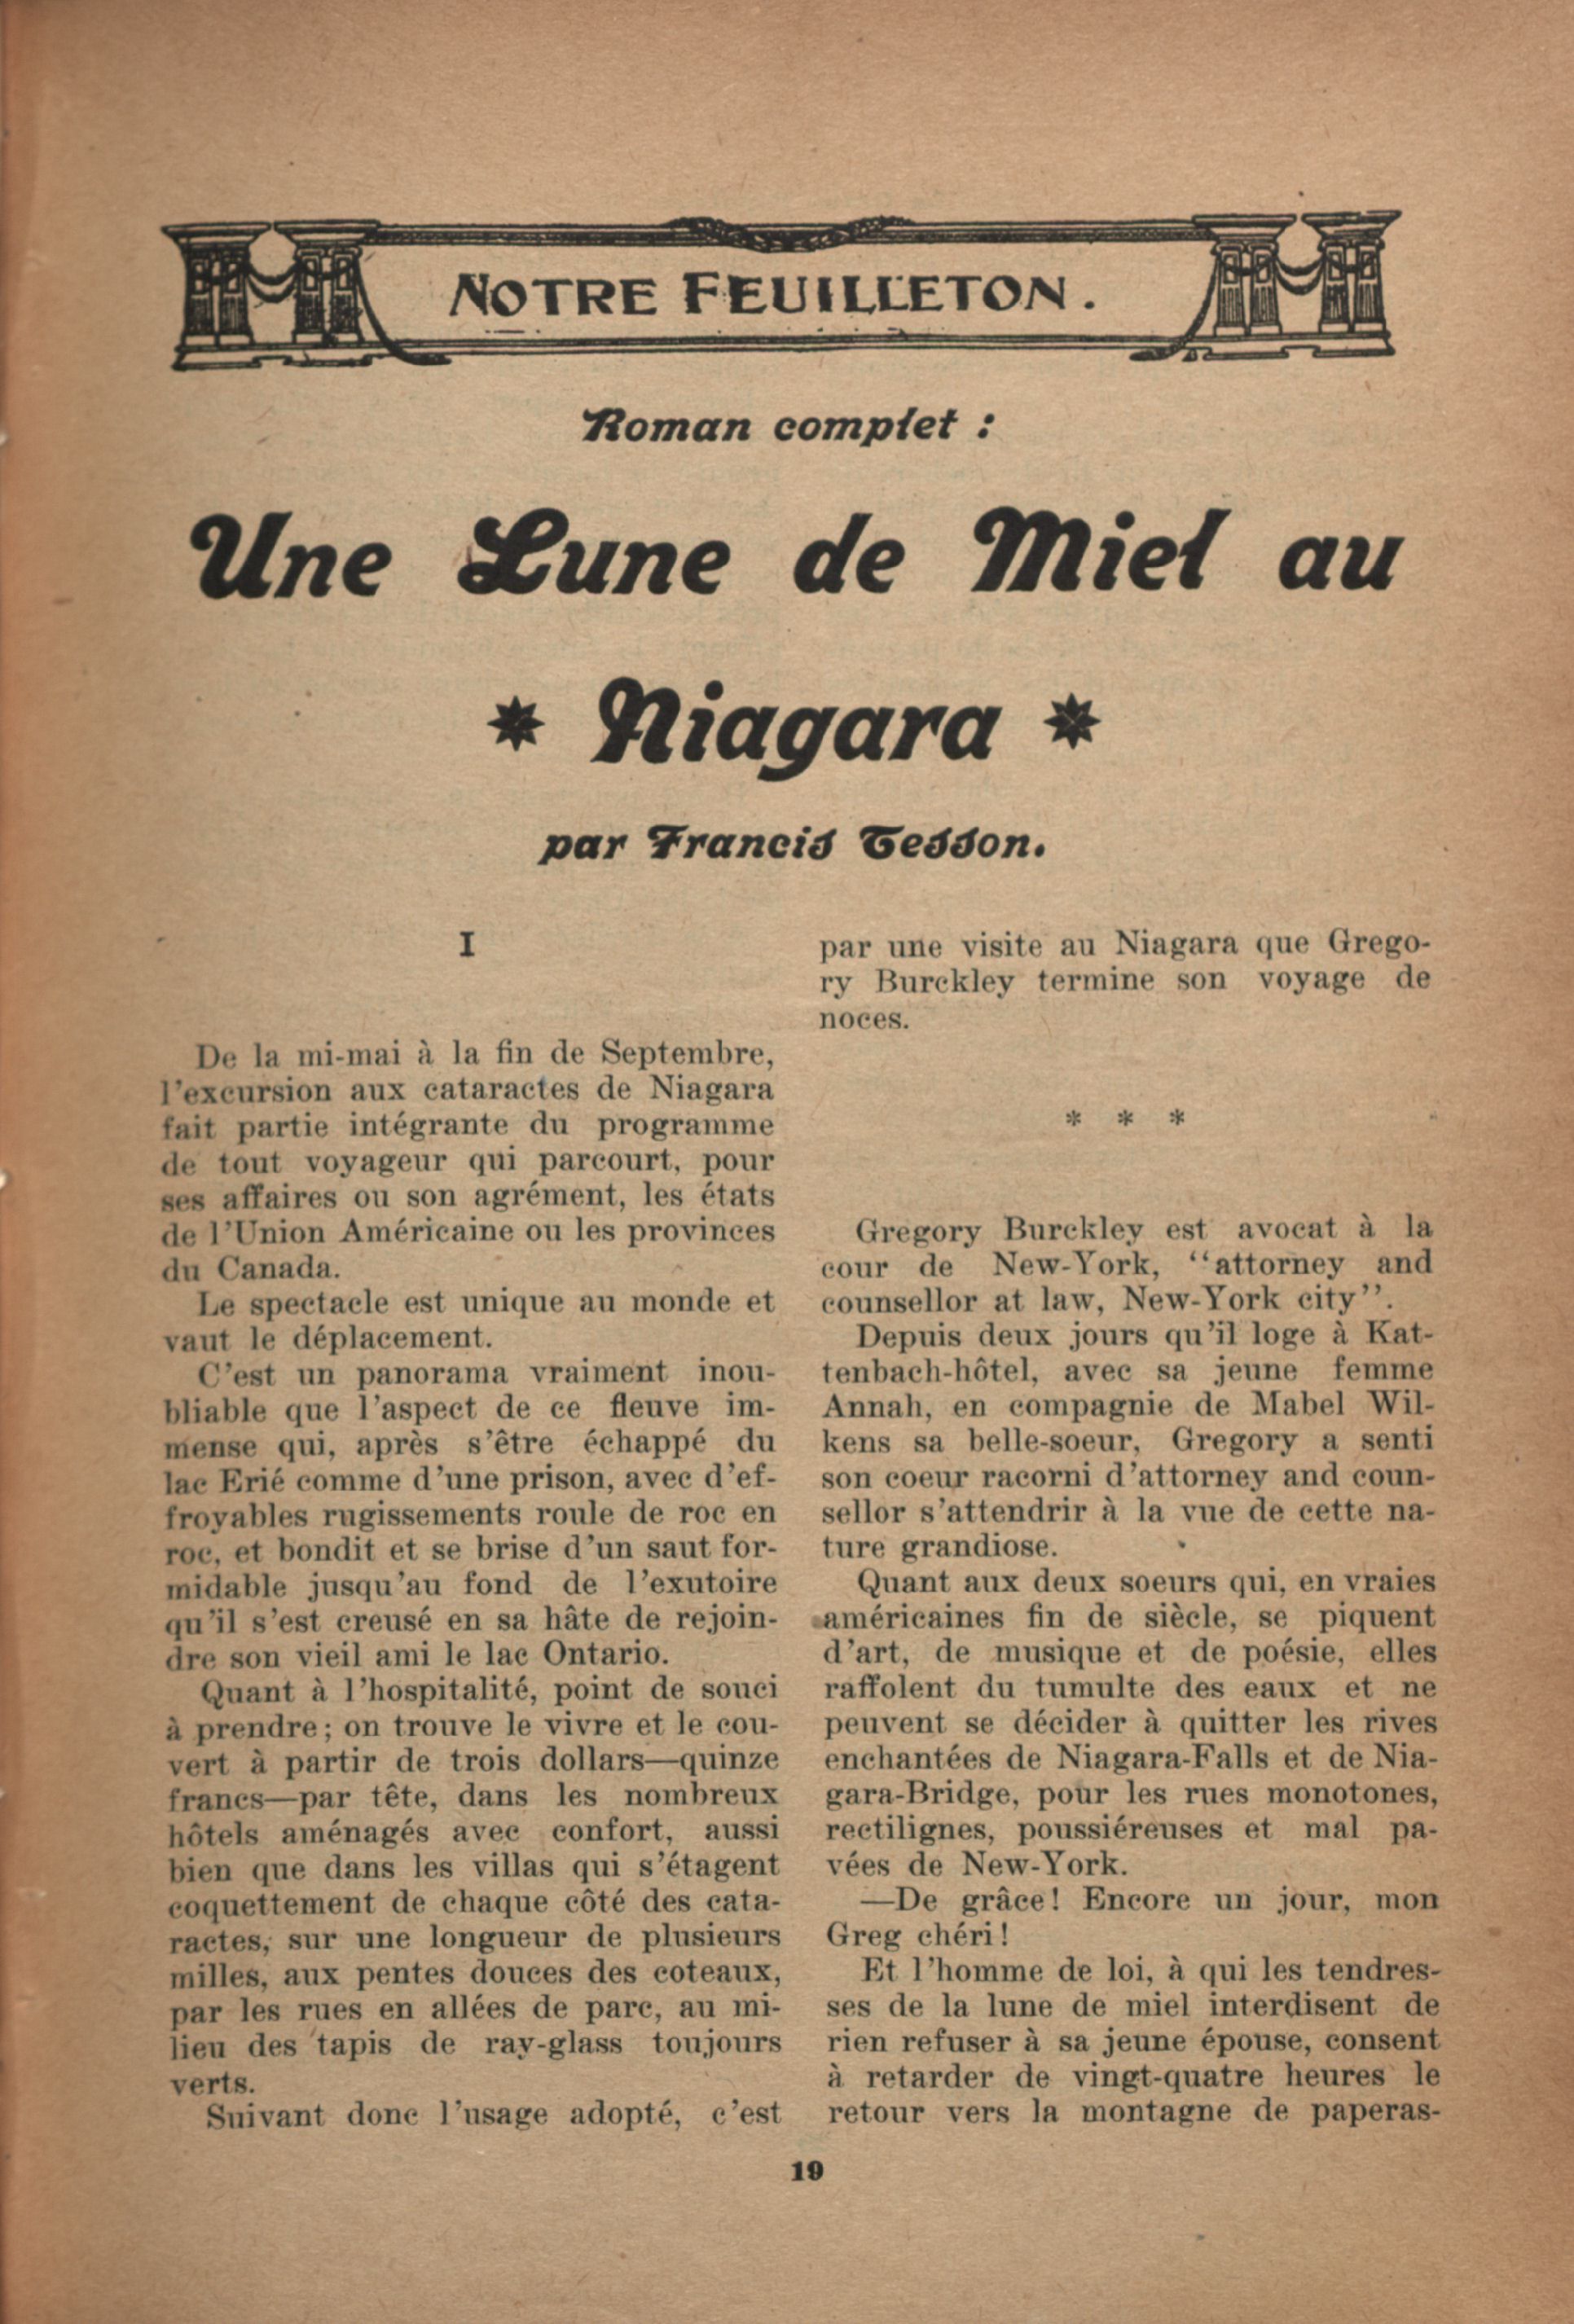 NOTRE FEUILLETON.
Roman complet :
Une Lune de Miel au
* Niagara *
par Francis Tesson.
I
De la mi-mai à la fin de Septembre,
l'excursion aux cataractes de Niagara
fait partie intégrante du programme
de tout voyageur qui parcourt, pour
ses affaires ou son agrément, les états
de l'Union Américaine ou les provinces
du Canada.
Le spectacle est unique au monde et
vaut le déplacement.
C'est un panorama vraiment inou-
bliable que l'aspect de ce fleuve im-
mense qui, après s'être échappé du
lac Erié comme d'une prison, avec d'ef-
froyables rugissements roule de roc en
roc, et bondit et se brise d'un saut for-
midable jusqu'au fond de l'exutoire
qu'il s'est creusé en sa hâte de rejoin-
dre son vieil ami le lac Ontario.
Quant à l'hospitalité, point de souci
à prendre; on trouve le vivre et le cou-
vert à partir de trois dollars—quinze
francs—par tête, dans les nombreux
hôtels aménagés avec confort, aussi
bien que dans les villas qui s'étagent
coquettement de chaque côté des cata-
ractes, sur une longueur de plusieurs
milles, aux pentes douces des coteaux,
par les rues en allées de parc, au mi-
lieu des tapis de ray-glass toujours
verts.
Suivant donc l'usage adopté, c'est
par une visite au Niagara que Grego-
ry Burckley termine son voyage de
noces.
* * *
Gregory Burckley est avocat à la
cour de New-York, "attorney and
counsellor at law, New-York city".
Depuis deux jours qu'il loge à Kat-
tenbach-hôtel, avec sa jeune femme
Annah, en compagnie de Mabel Wil-
kens sa belle-soeur, Gregory a senti
son coeur racorni d'attorney and coun-
sellor s'attendrir à la vue de cette na-
ture grandiose.
Quant aux deux soeurs qui, en vraies
américaines fin de siècle, se piquent
d'art, de musique et de poésie, elles
raffolent du tumulte des eaux et ne
peuvent se décider à quitter les rives
enchantées de Niagara-Falls et de Nia-
gara-Bridge, pour les rues monotones,
rectilignes, poussiéreuses et mal pa-
vées de New-York.
—De grâce! Encore un jour, mon
Greg chéri!
Et l'homme de loi, à qui les tendres-
ses de la lune de miel interdisent de
rien refuser à sa jeune épouse, consent
à retarder de vingt-quatre heures le
retour vers la montagne de paperas-
19